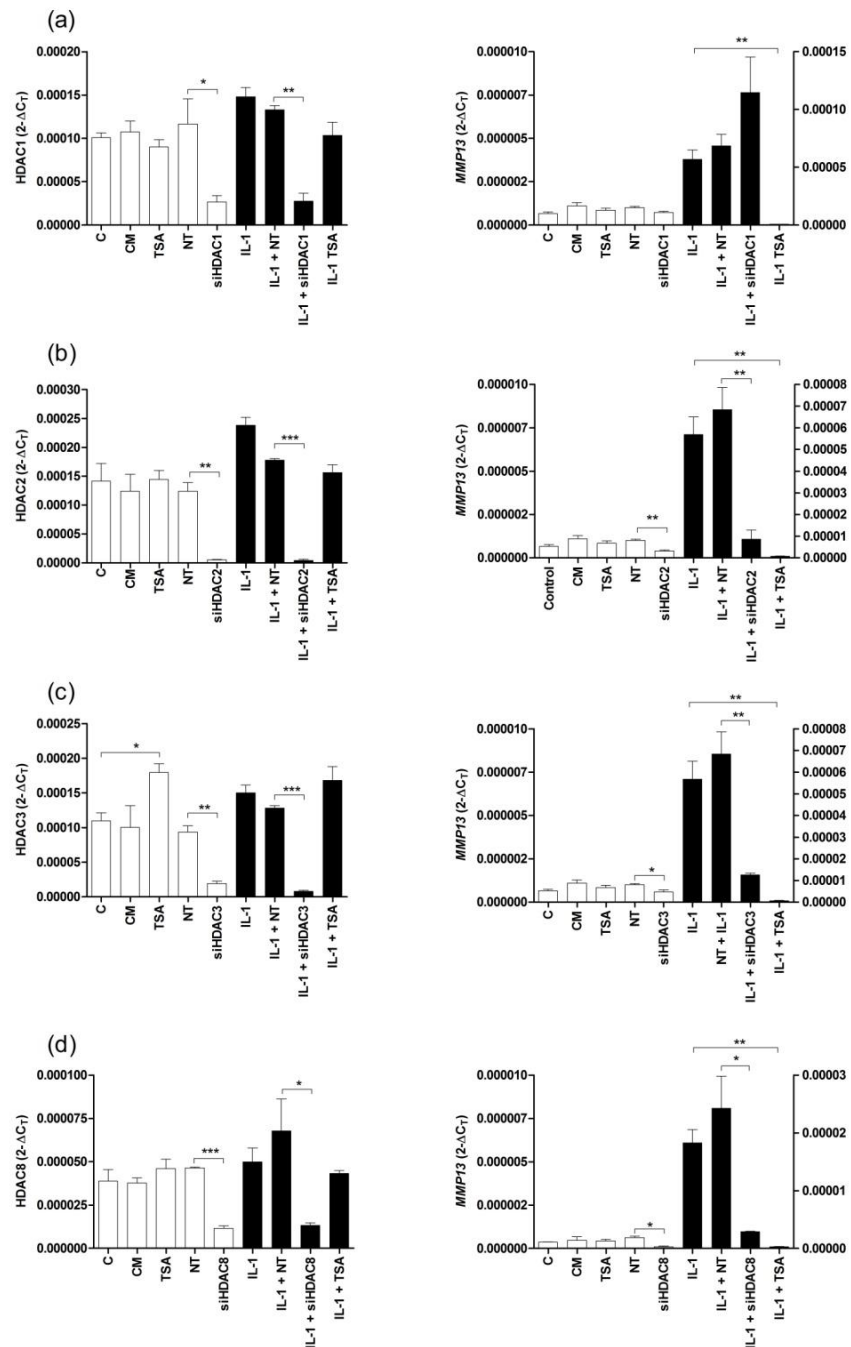 (a)
HDAC1 (2-ΔCT)
0.00020
0.00015
0.00010
0.00005
0.00000
*
**
C
CM
TSA
NT
siHDAC1
IL-1
IL-1 + NT
IL-1 + siHDAC1
IL-1 TSA
MMP13 (2-ΔCT)
0.000010
0.000007
0.000005
0.000002
0.000000
**
0.00015
0.00010
0.00005
0.00000
C
CM
TSA
NT
siHDAC1
IL-1
IL-1 + NT
IL-1 + siHDAC1
IL-1 TSA
(b)
HDAC2 (2-ΔCT)
0.00030
0.00025
0.00020
0.00015
0.00010
0.00005
0.00000
**
***
C
CM
TSA
NT
siHDAC2
IL-1
IL-1 + NT
IL-1 + siHDAC2
IL-1 + TSA
MMP13 (2-ΔCT)
0.000010
0.000007
0.000005
0.000002
0.000000
**
**
**
0.00008
0.00007
0.00006
0.00005
0.00004
0.00003
0.00002
0.00001
0.00000
Control
CM
TSA
NT
siHDAC2
IL-1
IL-1 + NT
IL-1 + siHDAC2
IL-1 + TSA
(c)
HDAC3 (2-ΔCT)
0.00025
0.00020
0.00015
0.00010
0.00005
0.00000
*
**
***
C
CM
TSA
NT
siHDAC3
IL-1
IL-1 + NT
IL-1 + siHDAC3
IL-1 + TSA
MMP13 (2-ΔCT)
0.000010
0.000007
0.000005
0.000002
0.000000
*
**
**
0.00008
0.00007
0.00006
0.00005
0.00004
0.00003
0.00002
0.00001
0.00000
C
CM
TSA
NT
siHDAC3
IL-1
NT + IL-1
IL-1 + siHDAC3
IL-1 + TSA
(d)
HDAC8 (2-ΔCT)
0.000100
0.000075
0.000050
0.000025
0.000000
***
*
C
CM
TSA
NT
siHDAC8
IL-1
IL-1 + NT
IL-1 + siHDAC8
IL-1 + TSA
MMP13 (2-ΔCT)
0.000010
0.000007
0.000005
0.000002
0.000000
*
**
*
0.00003
0.00002
0.00001
0.00000
C
CM
TSA
NT
siHDAC8
IL-1
IL-1 + NT
IL-1 + siHDAC8
IL-1 + TSA